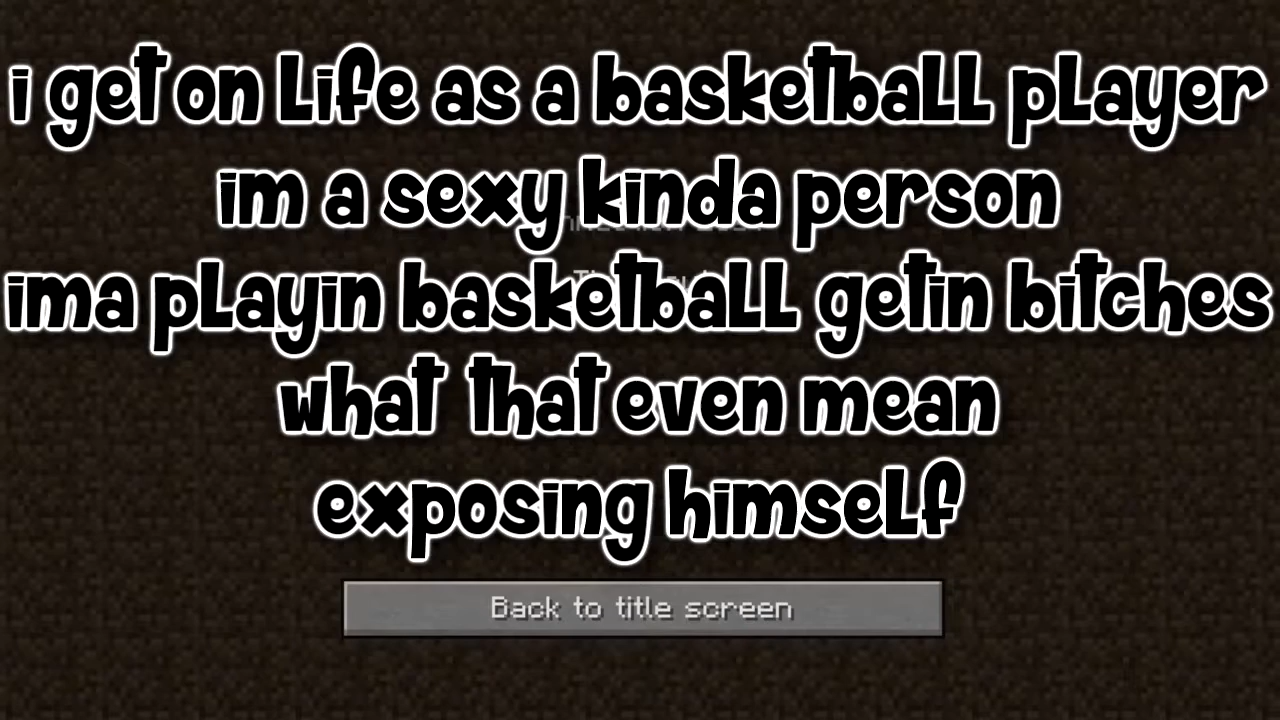 i get on life as a basketball player
im a sexy kinda person
ima playin basketball getin bitches
what that even mean
exposing himself
Back to title screen